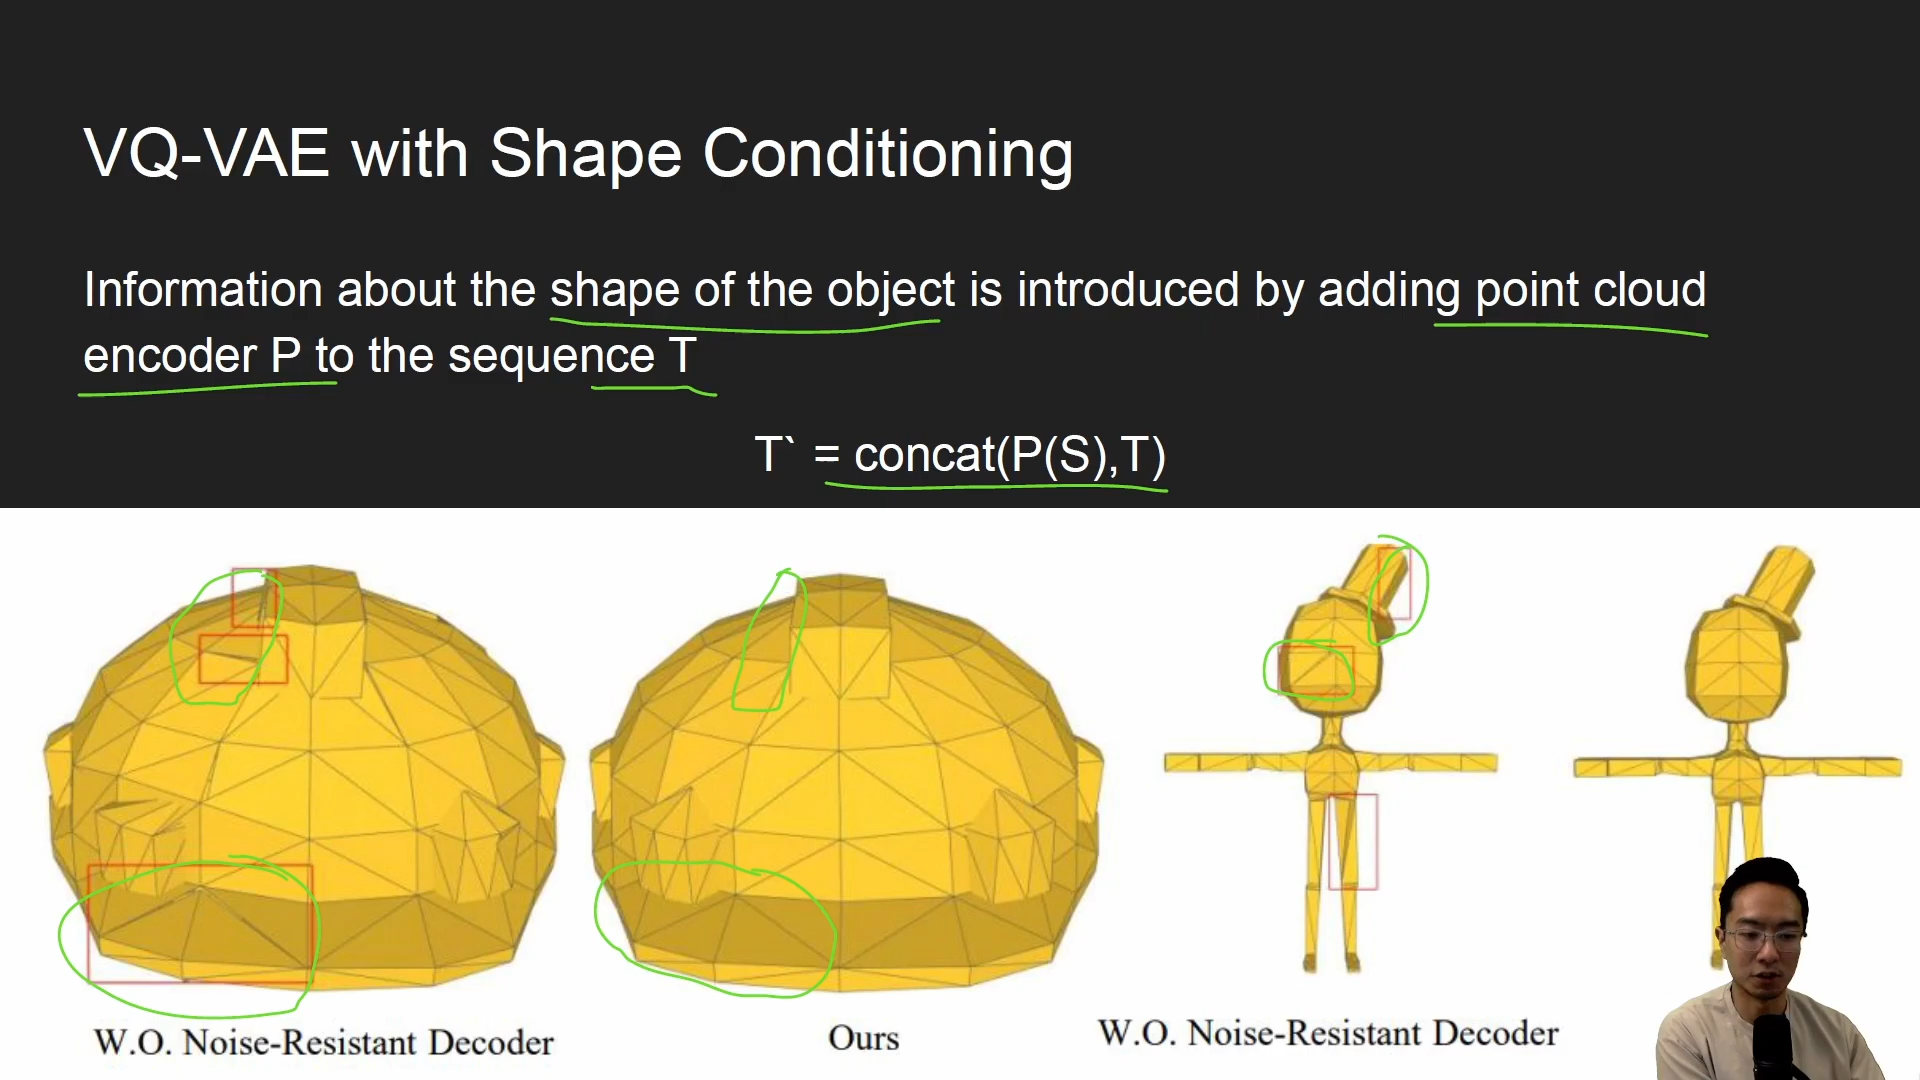 VQ-VAE with Shape Conditioning
Information about the shape of the object is introduced by adding point cloud
encoder P to the sequence T
T` = concat(P(S),T)
W.O. Noise-Resistant Decoder
Ours
W.O. Noise-Resistant Decoder